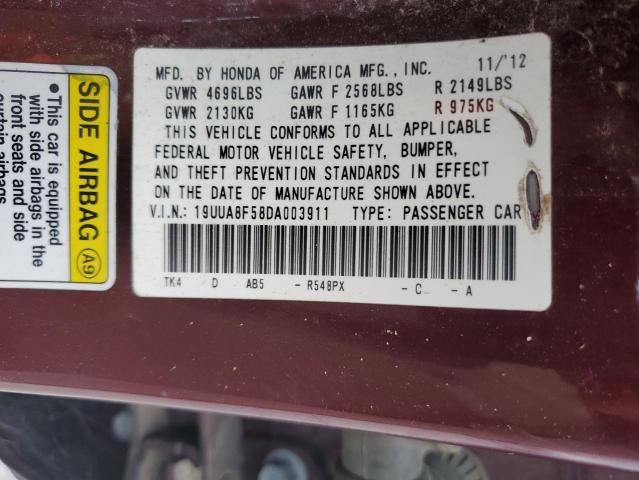 MFD. BY HONDA OF AMERICA MFG., INC. 11/'12
GVWR 4696LBS GAWR F 2568LBS R 2149LBS
GVWR 2130KG GAWR F 1165KG R 975KG
THIS VEHICLE CONFORMS TO ALL APPLICABLE
FEDERAL MOTOR VEHICLE SAFETY, BUMPER,
AND THEFT PREVENTION STANDARDS IN EFFECT
ON THE DATE OF MANUFACTURE SHOWN ABOVE.
V.I.N.: 19UUA8F58DA003911 TYPE: PASSENGER CAR
TK4 D AB5 - R548PX - C - A
SIDE AIRBAG A9
• This car is equipped
with side airbags in the
front seats and side
curtain airbags